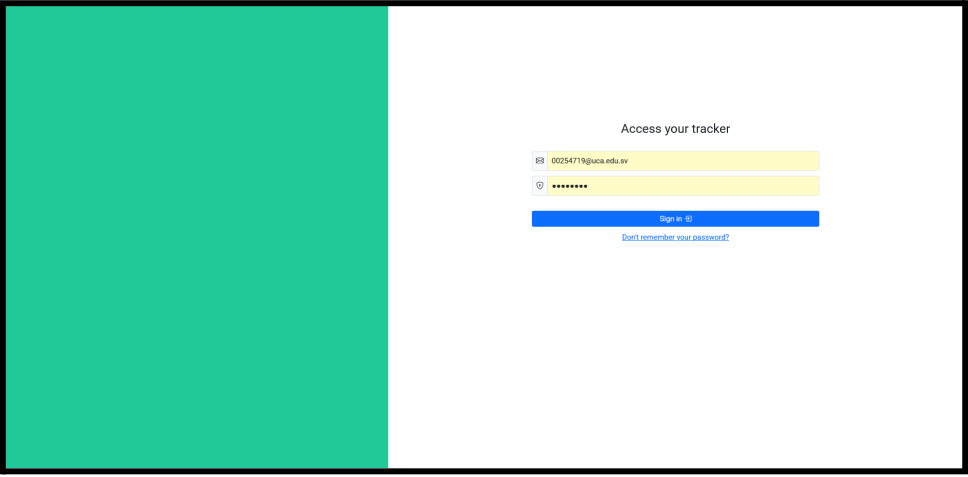 Access your tracker
00254719@uca.edu.sv
••••••••
Sign in
Don't remember your password?